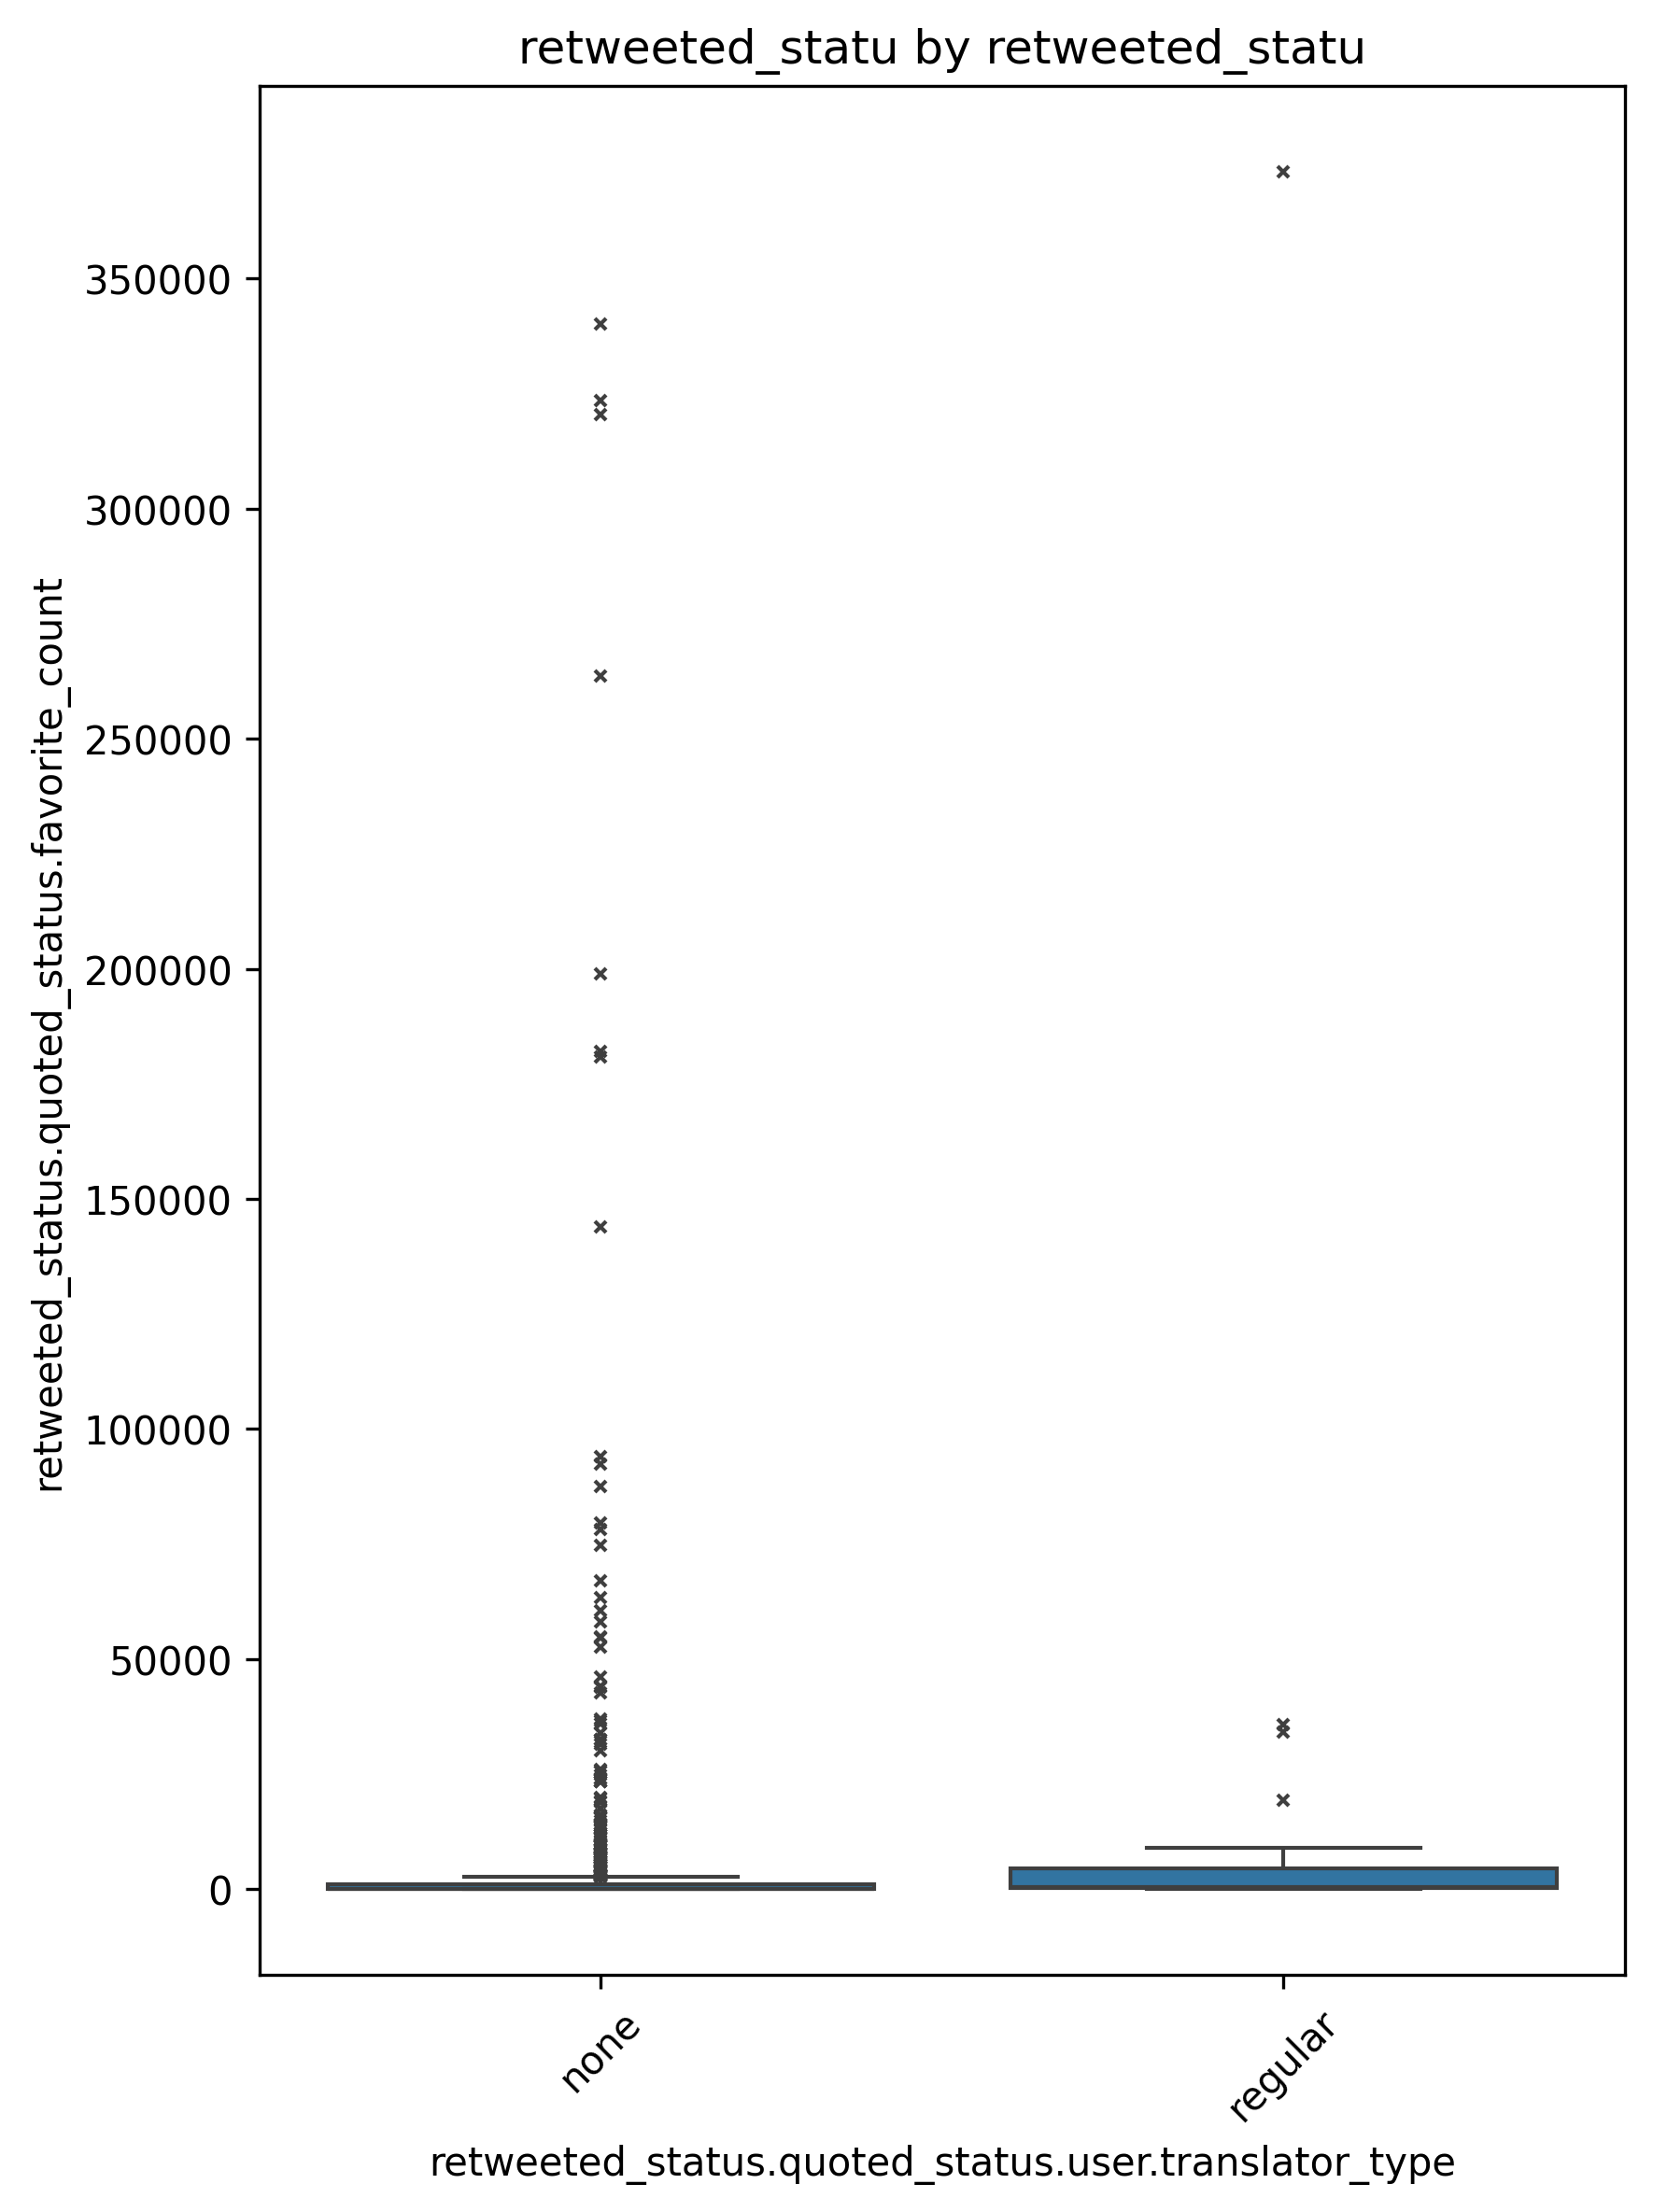 retweeted_statu by retweeted_statu
retweeted_status.quoted_status.favorite_count
350000
300000
250000
200000
150000
100000
50000
0
none
regular
retweeted_status.quoted_status.user.translator_type